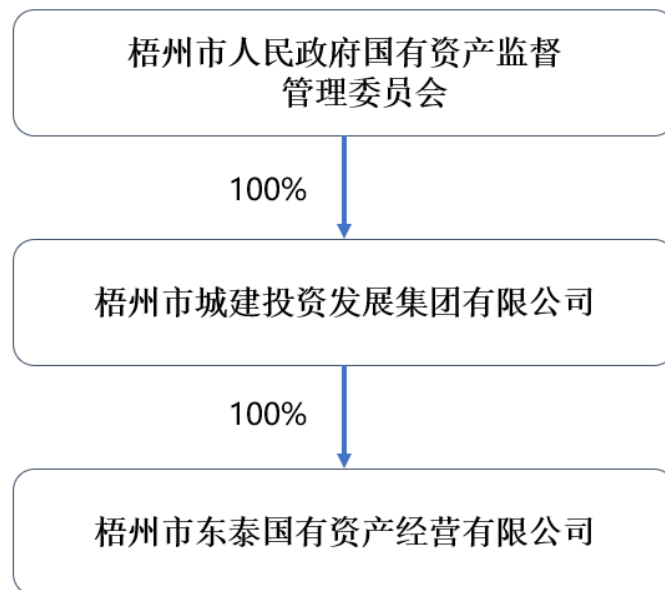 梧州市人民政府国有资产监督
管理委员会
100%
梧州市城建投资发展集团有限公司
100%
梧州市东泰国有资产经营有限公司